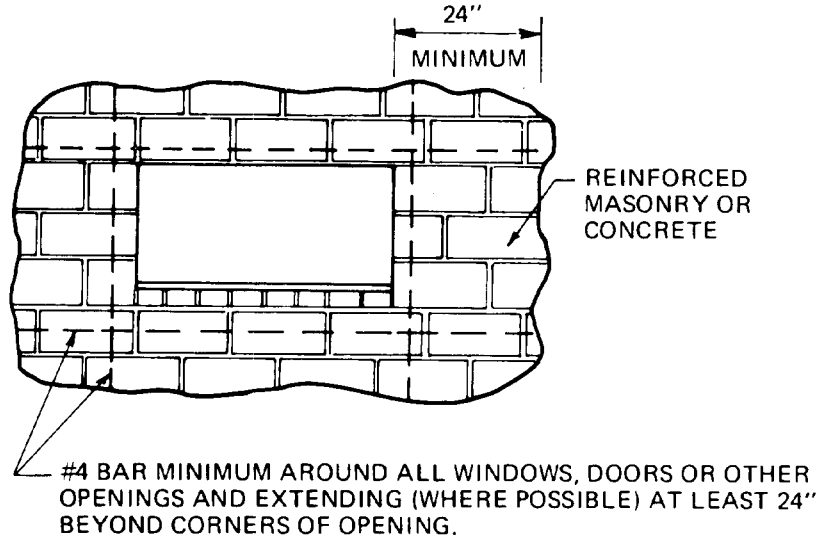 24"
MINIMUM
REINFORCED
MASONRY OR
CONCRETE
#4 BAR MINIMUM AROUND ALL WINDOWS, DOORS OR OTHER
OPENINGS AND EXTENDING (WHERE POSSIBLE) AT LEAST 24"
BEYOND CORNERS OF OPENING.